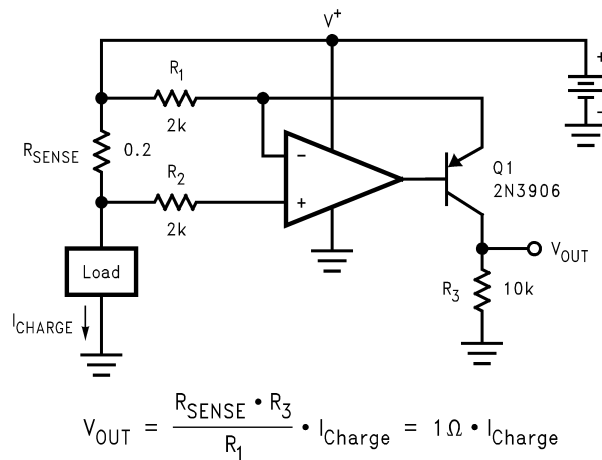 V+
R1
2k
+
-
RSENSE
0.2
R2
2k
-
+
Q1
2N3906
Load
ICHARGE
VOUT
R3
10k
VOUT = RSENSE • R3 / R1 • ICharge = 1Ω • ICharge